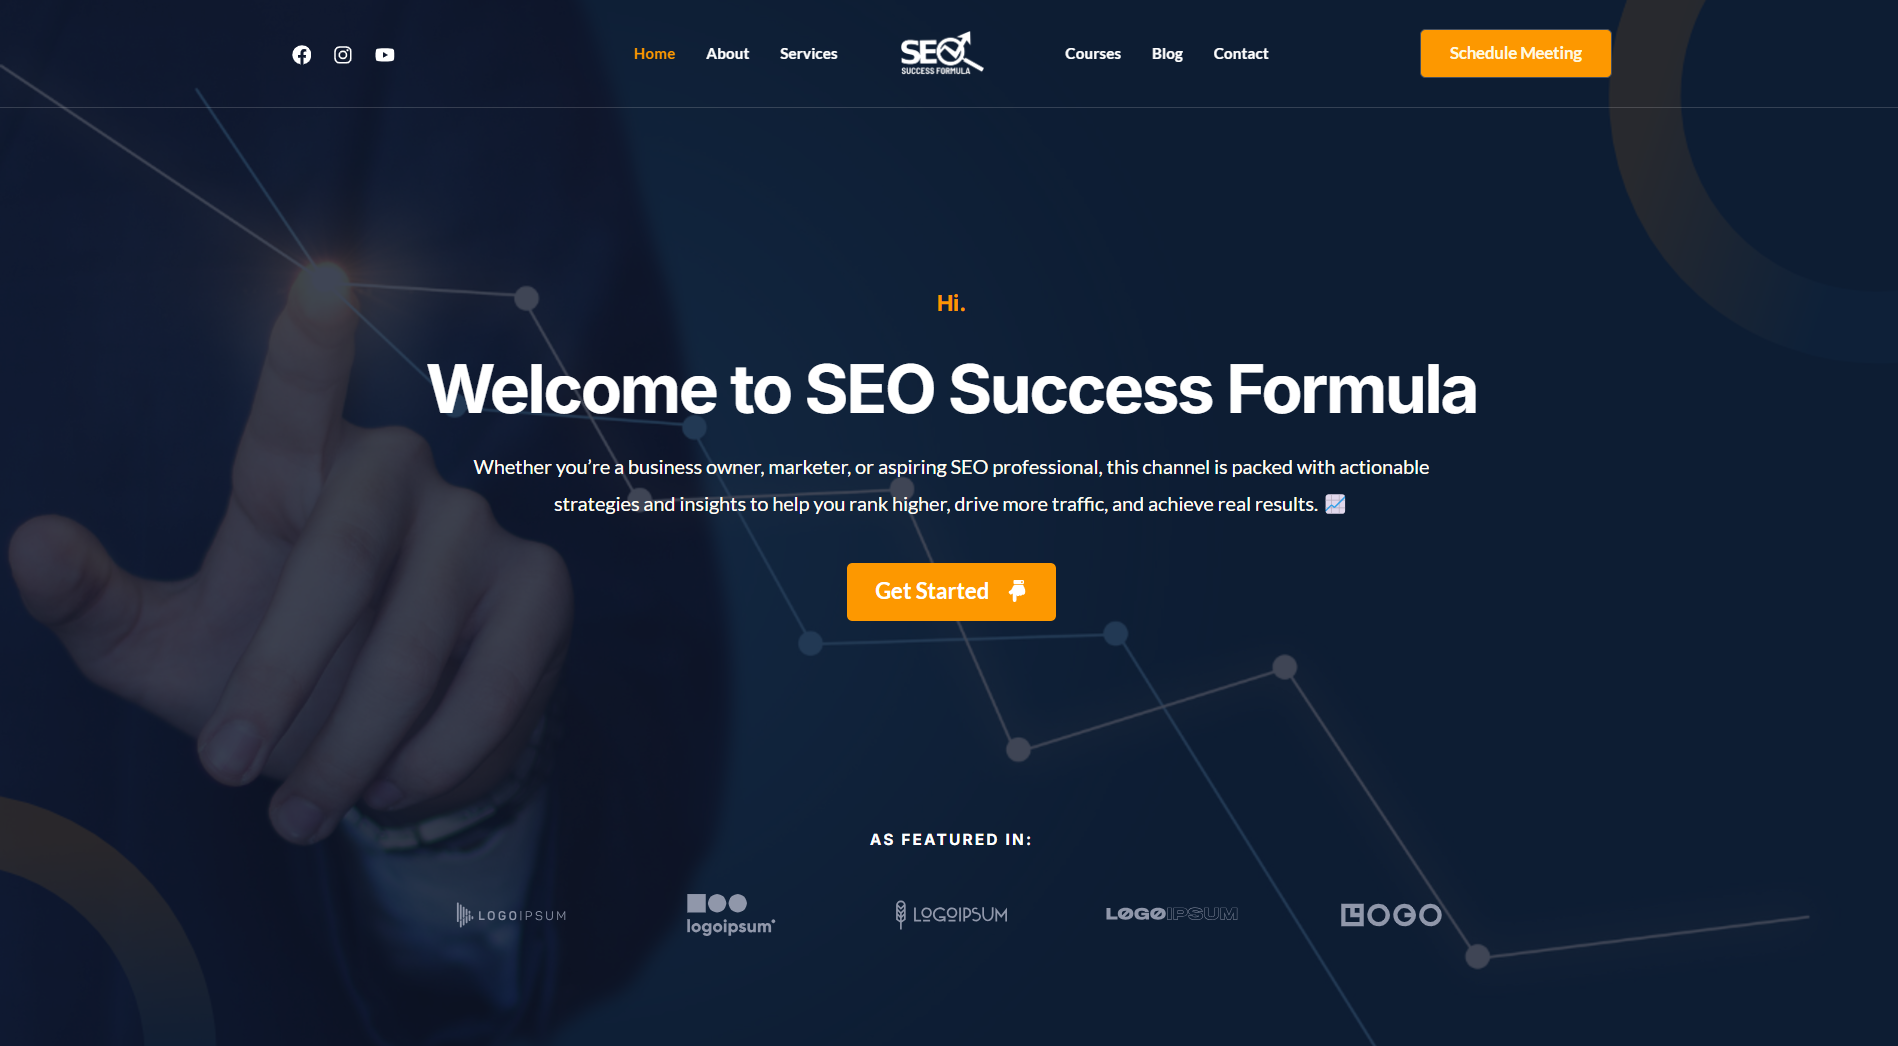 Home
About
Services
SEO
SUCCESS FORMULA
Courses
Blog
Contact
Schedule Meeting
Hi.
Welcome to SEO Success Formula
Whether you’re a business owner, marketer, or aspiring SEO professional, this channel is packed with actionable
strategies and insights to help you rank higher, drive more traffic, and achieve real results. 📈
Get Started
AS FEATURED IN:
LOGOIPSUM
logoipsum
LOGOIPSUM
LOGOIPSUM
LOGO